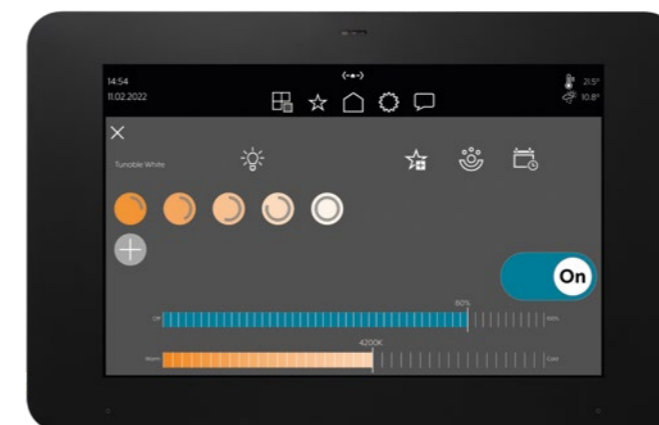 14:54
21.5°
11.02.2022
10.8°
Tunable White
On
80%
Off
100%
4200K
Warm
Cold